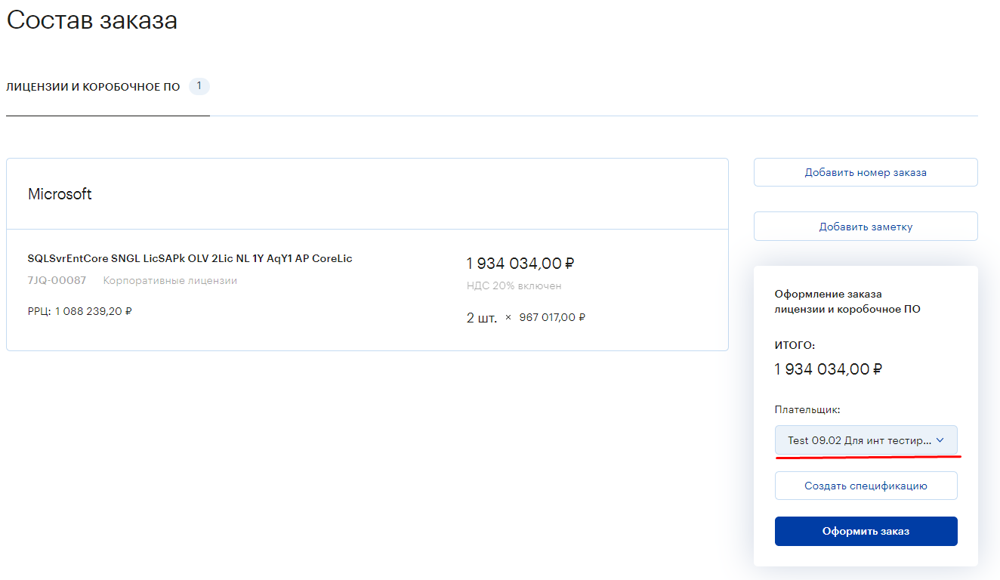 Состав заказа
ЛИЦЕНЗИИ И КОРОБОЧНОЕ ПО 1
Microsoft
SQLSvrEntCore SNGL LicSAPk OLV 2Lic NL 1Y AqY1 AP CoreLic
7JQ-00087 Корпоративные лицензии
РРЦ: 1 088 239,20 ₽
1 934 034,00 ₽
НДС 20% включен
2 шт. × 967 017,00 ₽
Добавить номер заказа
Добавить заметку
Оформление заказа
лицензии и коробочное ПО
ИТОГО:
1 934 034,00 ₽
Плательщик:
Test 09.02 Для инт тестир...
Создать спецификацию
Оформить заказ